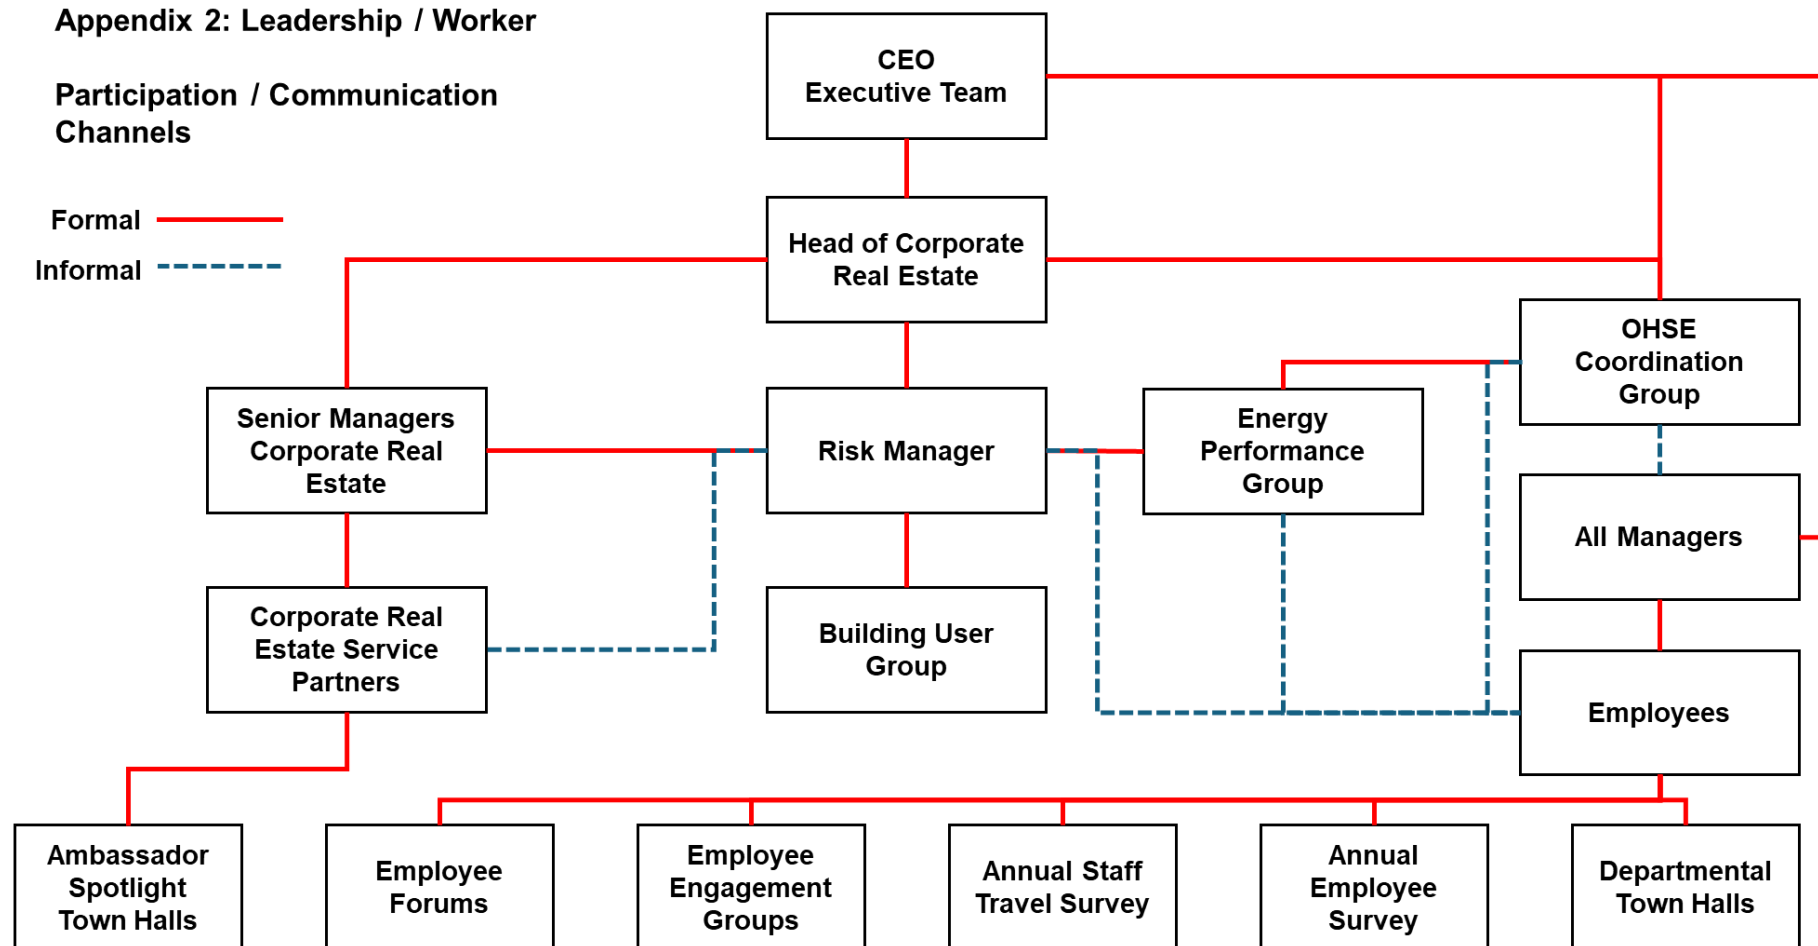 Appendix 2: Leadership / Worker
Participation / Communication
Channels
Formal
Informal
CEO
Executive Team
Head of Corporate
Real Estate
OHSE
Coordination
Group
Senior Managers
Corporate Real
Estate
Risk Manager
Energy
Performance
Group
All Managers
Corporate Real
Estate Service
Partners
Building User
Group
Employees
Ambassador
Spotlight
Town Halls
Employee
Forums
Employee
Engagement
Groups
Annual Staff
Travel Survey
Annual
Employee
Survey
Departmental
Town Halls